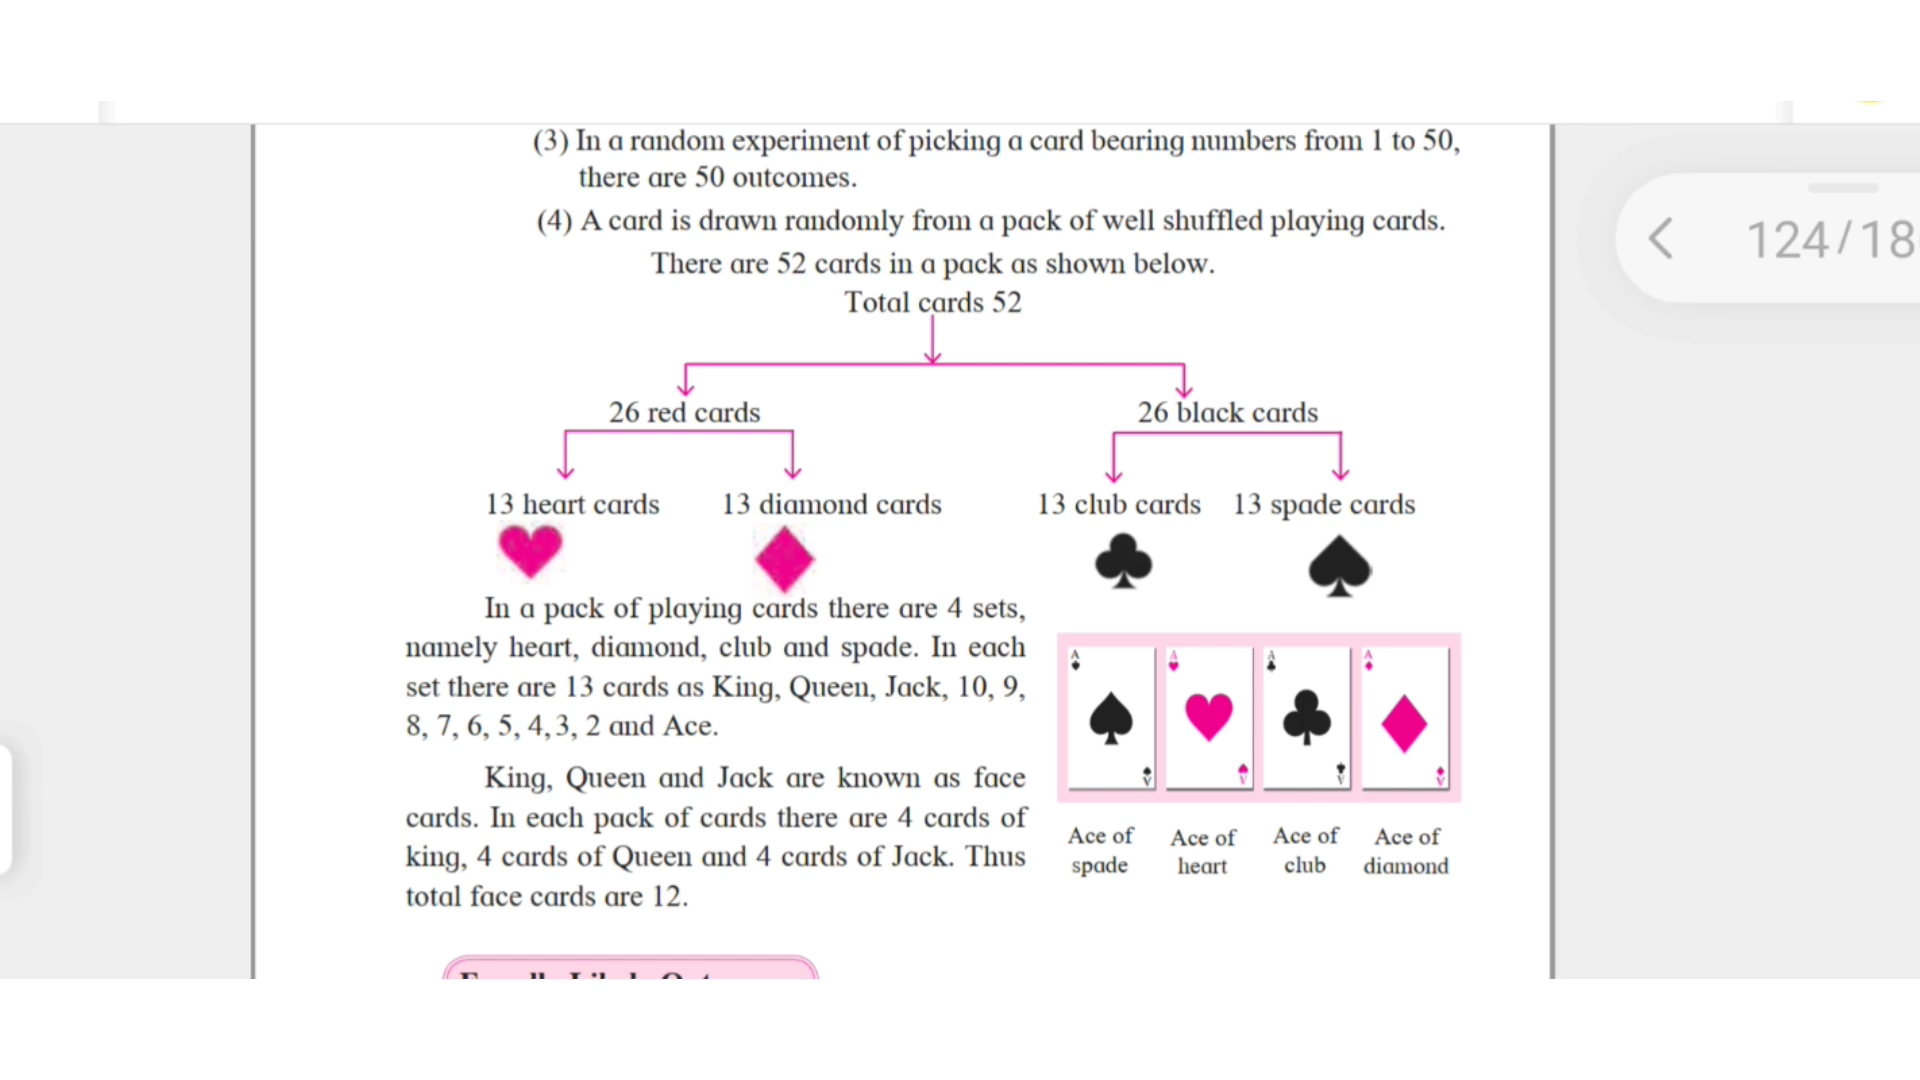 (3) In a random experiment of picking a card bearing numbers from 1 to 50,
there are 50 outcomes.
(4) A card is drawn randomly from a pack of well shuffled playing cards.
There are 52 cards in a pack as shown below.
Total cards 52
26 red cards
26 black cards
13 heart cards
13 diamond cards
13 club cards
13 spade cards
In a pack of playing cards there are 4 sets,
namely heart, diamond, club and spade. In each
set there are 13 cards as King, Queen, Jack, 10, 9,
8, 7, 6, 5, 4, 3, 2 and Ace.
King, Queen and Jack are known as face
cards. In each pack of cards there are 4 cards of
king, 4 cards of Queen and 4 cards of Jack. Thus
total face cards are 12.
A
A
A
A
A
A
A
A
Ace of
spade
Ace of
heart
Ace of
club
Ace of
diamond
124/18